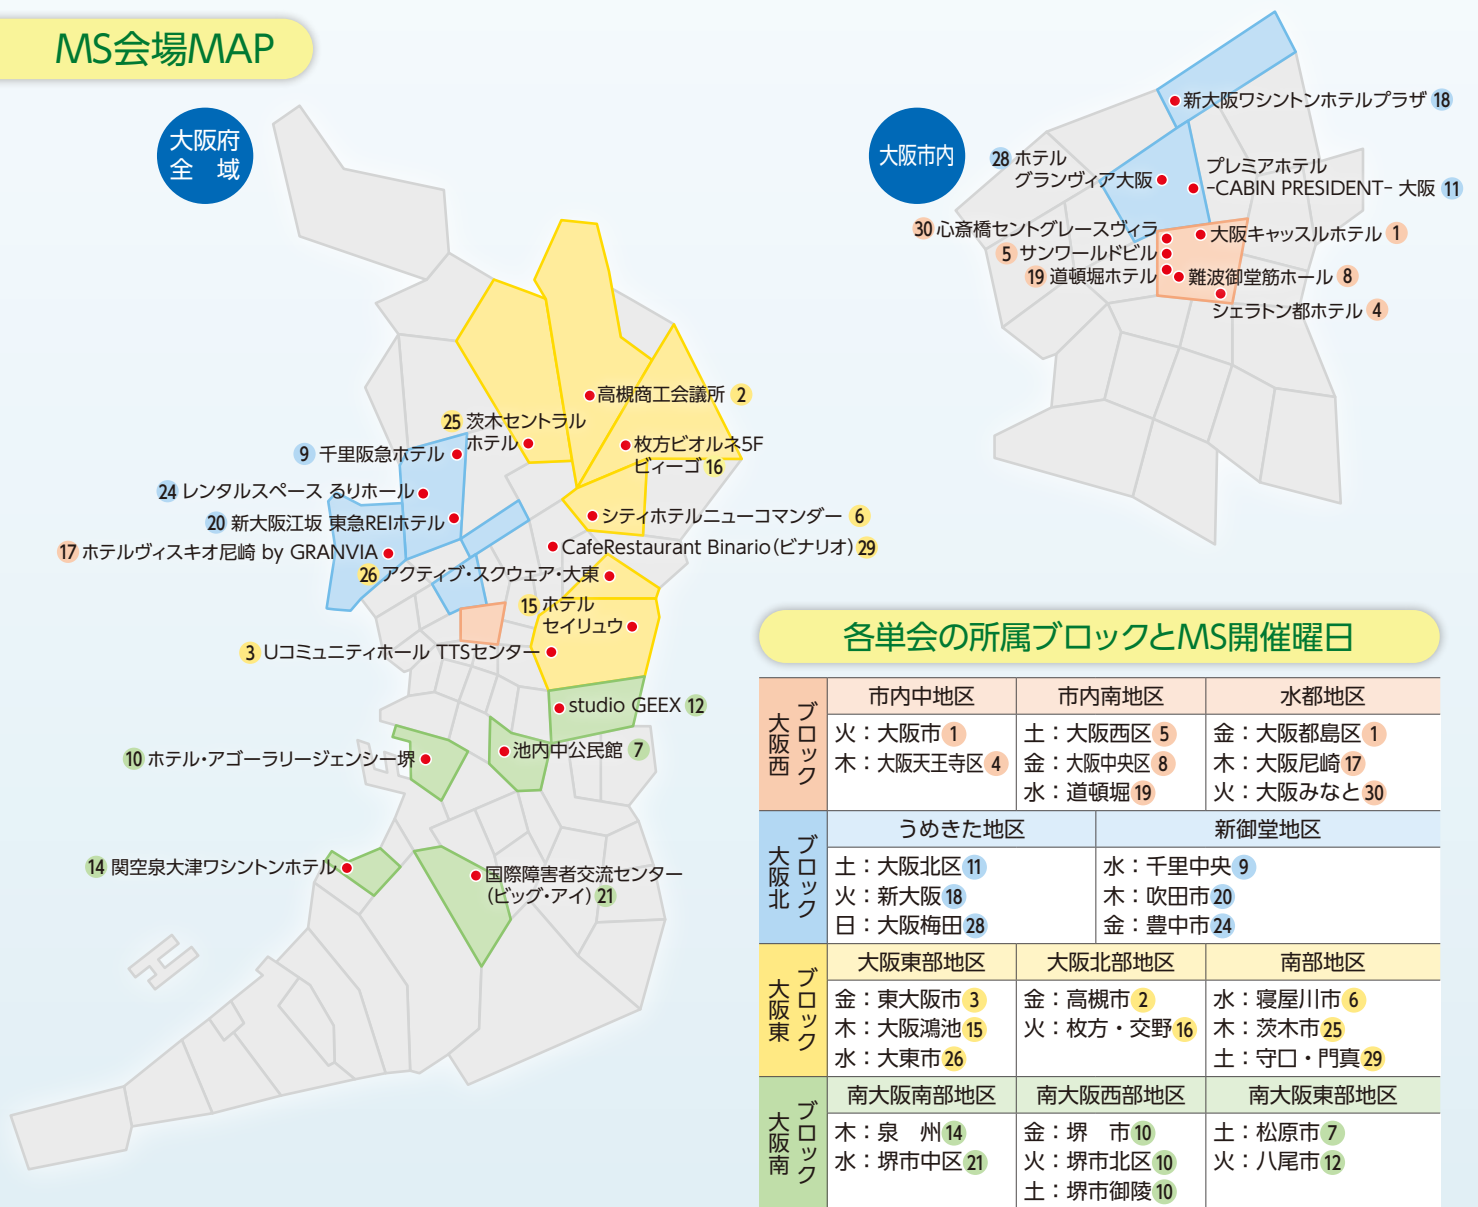 MS会場MAP
大阪府
全　域
高槻商工会議所 2
25 茨木セントラル
ホテル
枚方ビオルネ5F
ビィーゴ 16
9 千里阪急ホテル
24 レンタルスペース るりホール
20 新大阪江坂 東急REIホテル
シティホテルニューコマンダー 6
17 ホテルヴィスキオ尼崎 by GRANVIA
CafeRestaurant Binario(ビナリオ) 29
26 アクティブ・スクウェア・大東
15 ホテル
セイリュウ
3 Uコミュニティホール TTSセンター
studio GEEX 12
10 ホテル・アゴーラリージェンシー堺
池内中公民館 7
14 関空泉大津ワシントンホテル
国際障害者交流センター
(ビッグ・アイ) 21
大阪市内
新大阪ワシントンホテルプラザ 18
28 ホテル
グランヴィア大阪
プレミアホテル
-CABIN PRESIDENT- 大阪 11
30 心斎橋セントグレースヴィラ
大阪キャッスルホテル 1
5 サンワールドビル
19 道頓堀ホテル
難波御堂筋ホール 8
シェラトン都ホテル 4
各単会の所属ブロックとMS開催曜日
大阪西ブロック
市内中地区 市内南地区 水都地区
火：大阪市 1 土：大阪西区 5 金：大阪都島区 1
木：大阪天王寺区 4 金：大阪中央区 8 木：大阪尼崎 17
水：道頓堀 19 火：大阪みなと 30
大阪北ブロック
うめきた地区 新御堂地区
土：大阪北区 11 水：千里中央 9
火：新大阪 18 木：吹田市 20
日：大阪梅田 28 金：豊中市 24
大阪東ブロック
大阪東部地区 大阪北部地区 南部地区
金：東大阪市 3 金：高槻市 2 水：寝屋川市 6
木：大阪鴻池 15 火：枚方・交野 16 木：茨木市 25
水：大東市 26 土：守口・門真 29
大阪南ブロック
南大阪南部地区 南大阪西部地区 南大阪東部地区
木：泉　州 14 金：堺　市 10 土：松原市 7
水：堺市中区 21 火：堺市北区 10 火：八尾市 12
土：堺市御陵 10